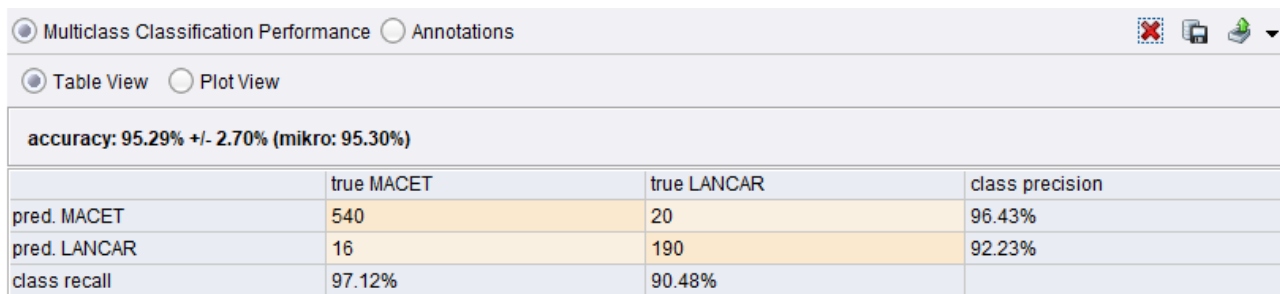 Multiclass Classification Performance Annotations
Table View Plot View
accuracy: 95.29% +/- 2.70% (mikro: 95.30%)
true MACET true LANCAR class precision
pred. MACET 540 20 96.43%
pred. LANCAR 16 190 92.23%
class recall 97.12% 90.48%